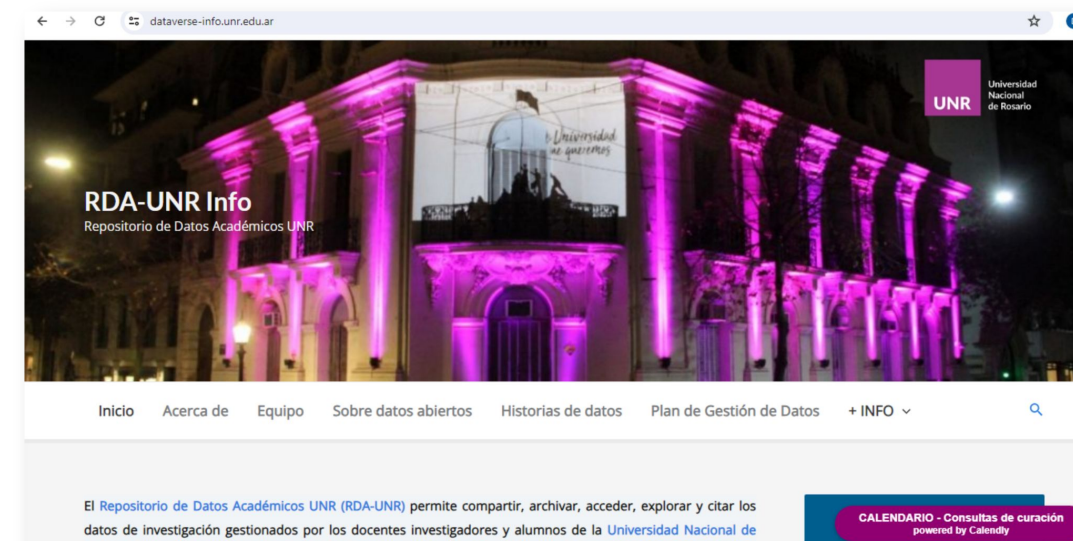 dataverse-info.unr.edu.ar
UNR
Universidad
Nacional
de Rosario
Universidad
que queremos
RDA-UNR Info
Repositorio de Datos Académicos UNR
Inicio Acerca de Equipo Sobre datos abiertos Historias de datos Plan de Gestión de Datos + INFO
El Repositorio de Datos Académicos UNR (RDA-UNR) permite compartir, archivar, acceder, explorar y citar los
datos de investigación gestionados por los docentes investigadores y alumnos de la Universidad Nacional de
CALENDARIO - Consultas de curación
powered by Calendly